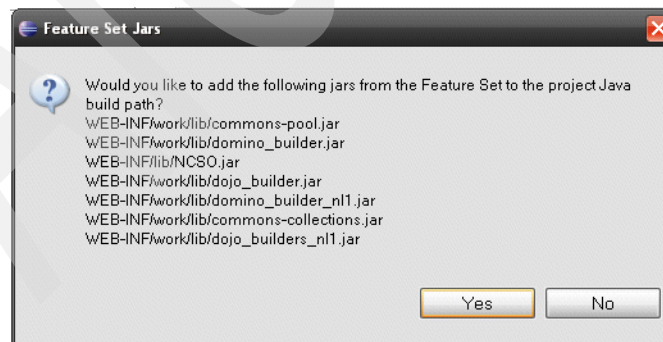 Feature Set Jars
Would you like to add the following jars from the Feature Set to the project Java
build path?
WEB-INF/work/lib/commons-pool.jar
WEB-INF/work/lib/domino_builder.jar
WEB-INF/lib/NCSO.jar
WEB-INF/work/lib/dojo_builder.jar
WEB-INF/work/lib/domino_builder_nl1.jar
WEB-INF/work/lib/commons-collections.jar
WEB-INF/work/lib/dojo_builders_nl1.jar
Yes No